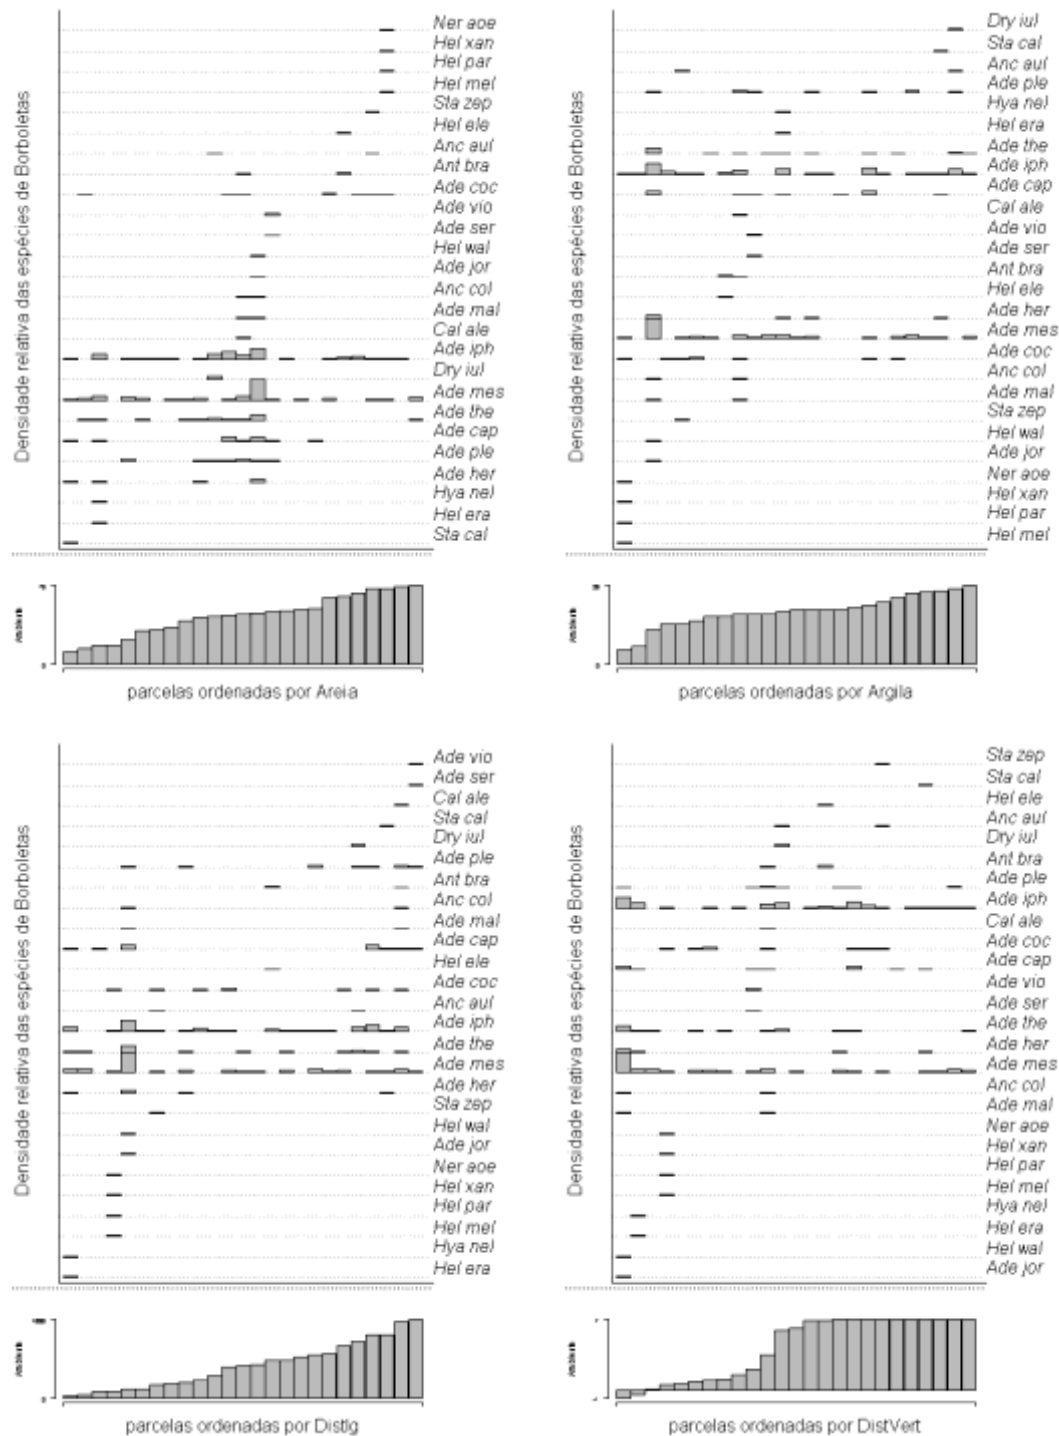 Densidade relativa das espécies de Borboletas
Ner aoe
Hel xan
Hel par
Hel mel
Sta zep
Hel ele
Anc aul
Ant bra
Ade coc
Ade vio
Ade ser
Hel wal
Ade jor
Anc col
Ade mal
Cal ale
Ade iph
Dry iul
Ade mes
Ade the
Ade cap
Ade ple
Ade her
Hya nel
Hel era
Sta cal
parcelas ordenadas por Areia
Densidade relativa das espécies de Borboletas
Dry iul
Sta cal
Anc aul
Ade ple
Hya nel
Hel era
Ade the
Ade iph
Ade cap
Cal ale
Ade vio
Ade ser
Ant bra
Hel ele
Ade her
Ade mes
Ade coc
Anc col
Ade mal
Sta zep
Hel wal
Ade jor
Ner aoe
Hel xan
Hel par
Hel mel
parcelas ordenadas por Argila
Densidade relativa das espécies de Borboletas
Ade vio
Ade ser
Cal ale
Sta cal
Dry iul
Ade ple
Ant bra
Anc col
Ade mal
Ade cap
Hel ele
Ade coc
Anc aul
Ade iph
Ade the
Ade mes
Ade her
Sta zep
Hel wal
Ade jor
Ner aoe
Hel xan
Hel par
Hel mel
Hya nel
Hel era
parcelas ordenadas por DistIg
Densidade relativa das espécies de Borboletas
Sta zep
Sta cal
Hel ele
Anc aul
Dry iul
Ant bra
Ade ple
Ade iph
Cal ale
Ade coc
Ade cap
Ade vio
Ade ser
Ade the
Ade her
Ade mes
Anc col
Ade mal
Ner aoe
Hel xan
Hel par
Hel mel
Hya nel
Hel era
Hel wal
Ade jor
parcelas ordenadas por DistVert